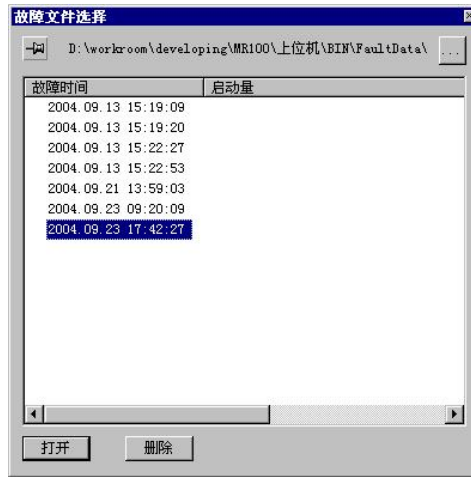 故障文件选择
D:\workroom\developing\MR100\上位机\BIN\FaultData\ ...
故障时间 启动量
2004.09.13 15:19:09
2004.09.13 15:19:20
2004.09.13 15:22:27
2004.09.13 15:22:53
2004.09.21 13:59:03
2004.09.23 09:20:09
2004.09.23 17:42:27
打开 删除